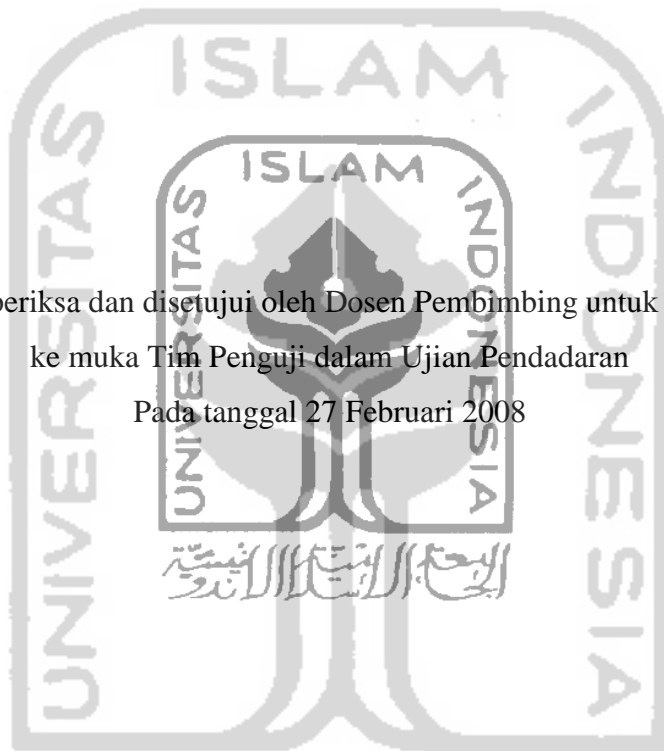 ISLAM
UNIVERSITAS
INDONESIA
ISLAM
UNIVERSITAS
INDONESIA
periksa dan disetujui oleh Dosen Pembimbing untuk
ke muka Tim Penguji dalam Ujian Pendadaran
Pada tanggal 27 Februari 2008